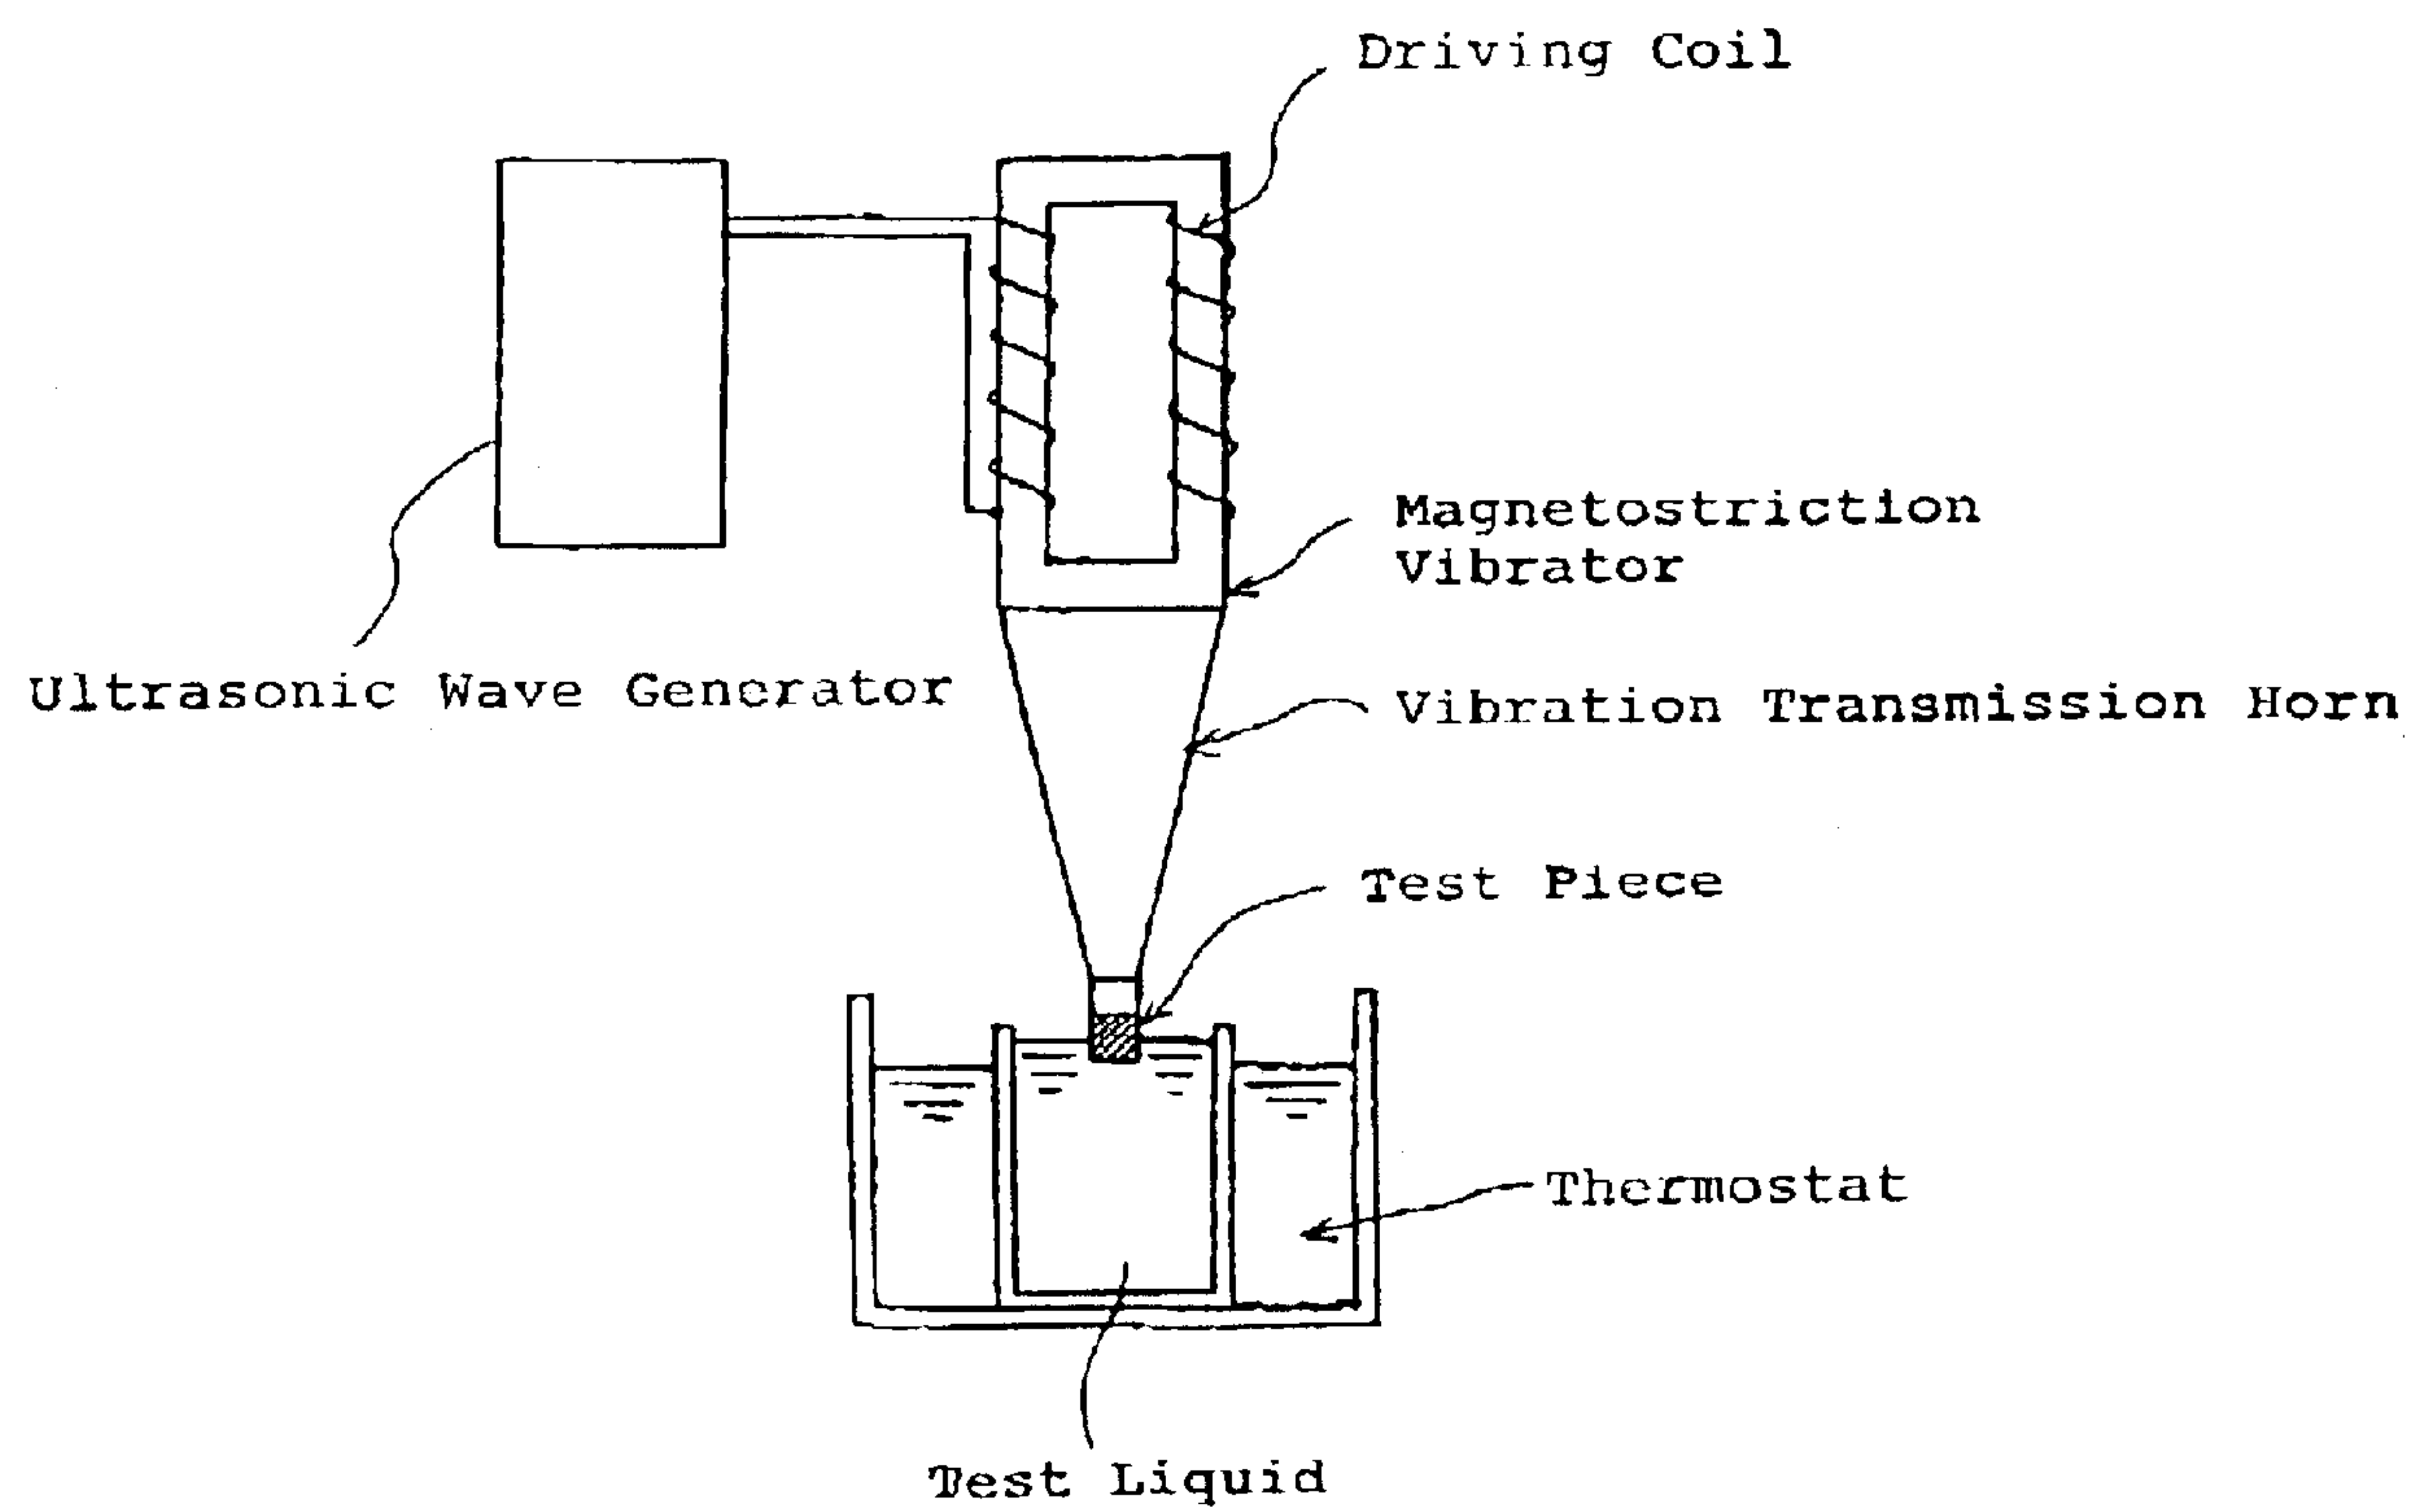 Driving Coil
Magnetostriction
Vibrator
Ultrasonic Wave Generator
Vibration Transmission Horn
Test Piece
Thermostat
Test Liquid